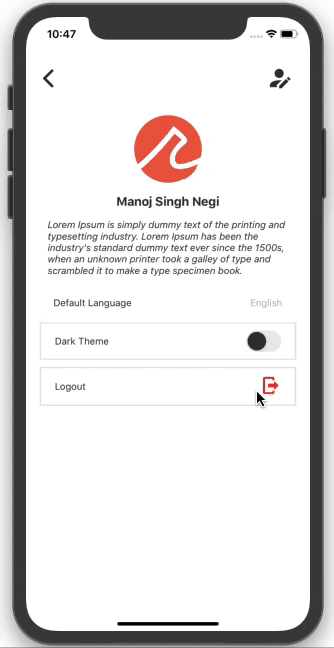 10:47
Manoj Singh Negi
Lorem Ipsum is simply dummy text of the printing and
typesetting industry. Lorem Ipsum has been the
industry's standard dummy text ever since the 1500s,
when an unknown printer took a galley of type and
scrambled it to make a type specimen book.
Default Language English
Dark Theme
Logout